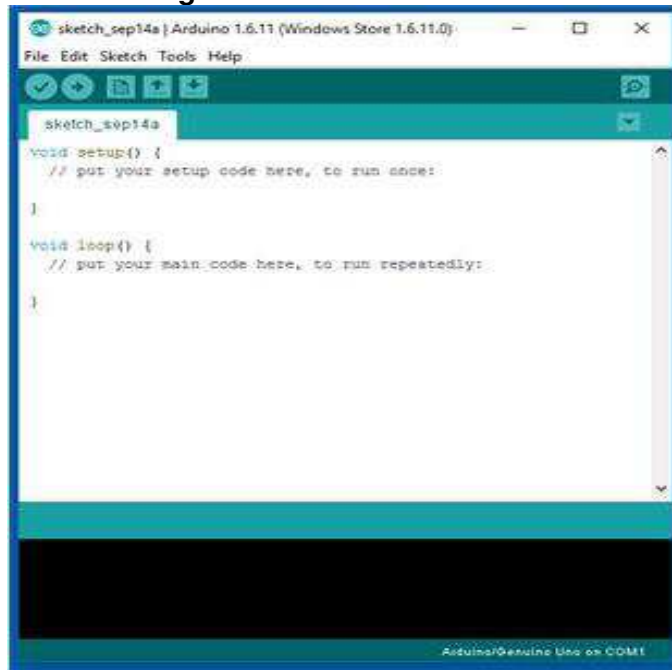 sketch_sep14a | Arduino 1.6.11 (Windows Store 1.6.11.0)
File Edit Sketch Tools Help
sketch_sep14a
void setup() {
// put your setup code here, to run once:
}
void loop() {
// put your main code here, to run repeatedly:
}
Arduino/Genuino Uno on COM1